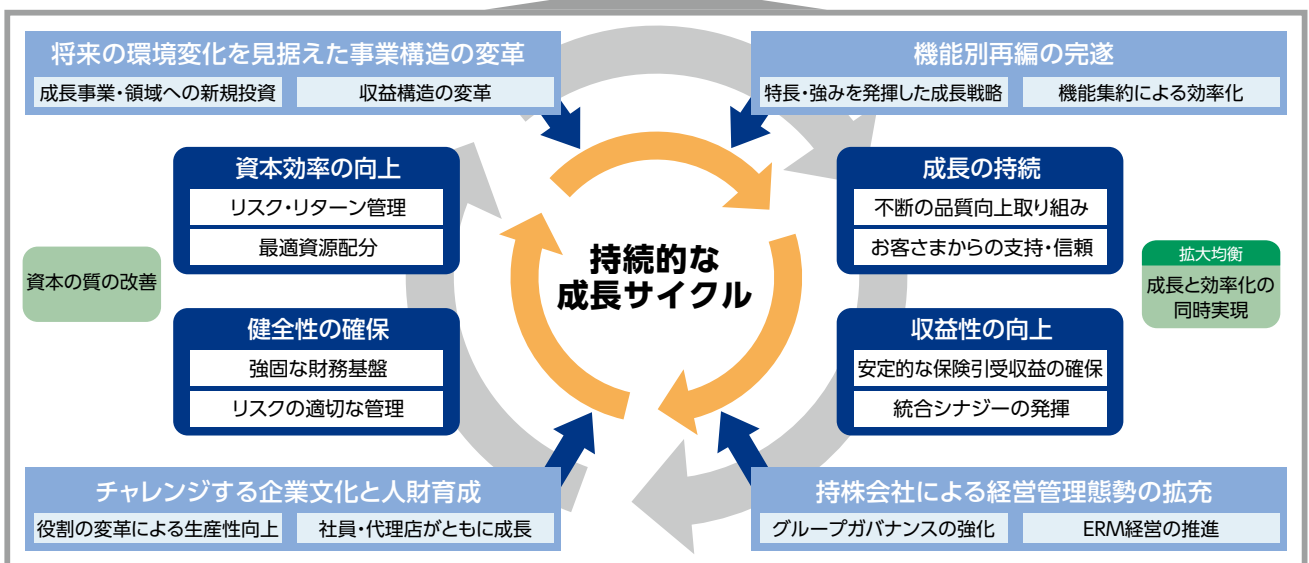 将来の環境変化を見据えた事業構造の変革
成長事業・領域への新規投資
収益構造の変革
機能別再編の完遂
特長・強みを発揮した成長戦略
機能集約による効率化
資本効率の向上
リスク・リターン管理
最適資源配分
成長の持続
不断の品質向上取り組み
お客さまからの支持・信頼
資本の質の改善
持続的な
成長サイクル
拡大均衡
成長と効率化の
同時実現
健全性の確保
強固な財務基盤
リスクの適切な管理
収益性の向上
安定的な保険引受収益の確保
統合シナジーの発揮
チャレンジする企業文化と人財育成
役割の変革による生産性向上
社員・代理店がともに成長
持株会社による経営管理態勢の拡充
グループガバナンスの強化
ERM経営の推進